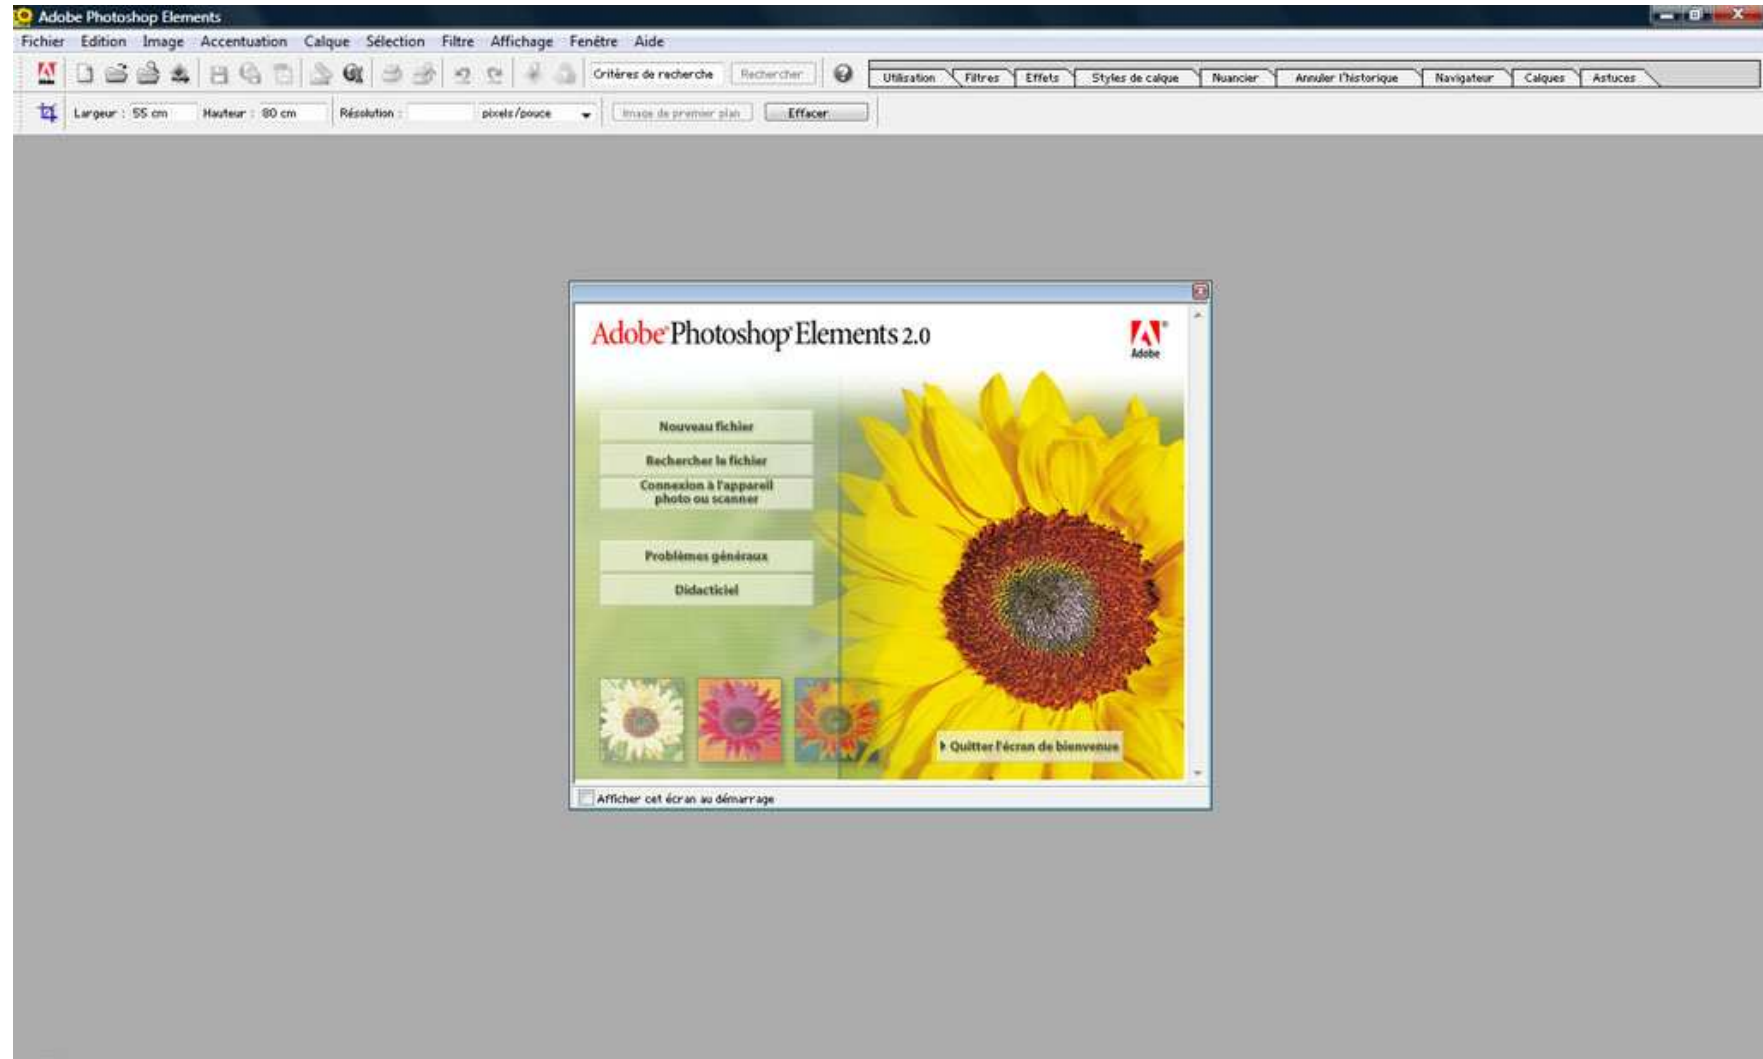 Adobe Photoshop Elements
Fichier Edition Image Accentuation Calque Sélection Filtre Affichage Fenêtre Aide
Critères de recherche Rechercher Utilisation Filtres Effets Styles de calque Nuancier Annuler l'historique Navigateur Calques Astuces
Largeur : 55 cm Hauteur : 80 cm Résolution : pixels/pouce Image de premier plan Effacer
Adobe® Photoshop® Elements 2.0
Adobe
Nouveau fichier
Rechercher le fichier
Connexion à l'appareil
photo ou scanner
Problèmes généraux
Didacticiel
Quitter l'écran de bienvenue
Afficher cet écran au démarrage